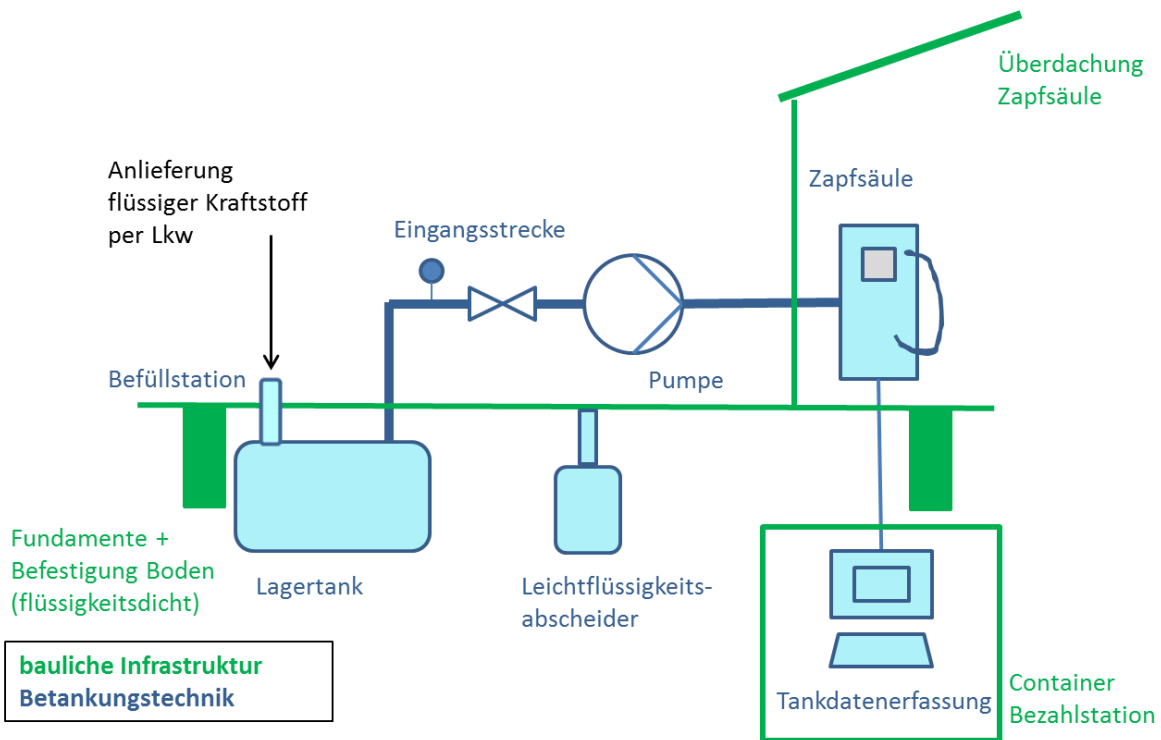 Überdachung
Zapfsäule
Anlieferung
flüssiger Kraftstoff
per Lkw
Zapfsäule
Eingangsstrecke
Befüllstation
Pumpe
Fundamente +
Befestigung Boden
(flüssigkeitsdicht)
Lagertank
Leichtflüssigkeits-
abscheider
bauliche Infrastruktur
Betankungstechnik
Tankdatenerfassung
Container
Bezahlstation